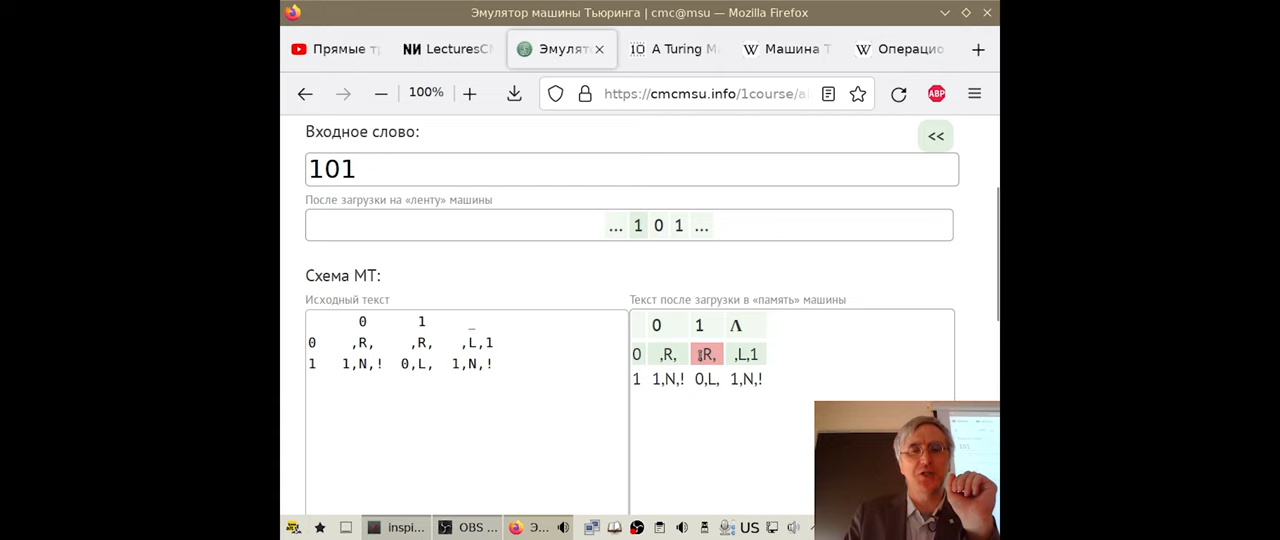 Эмулятор машины Тьюринга | cmc@msu — Mozilla Firefox
Прямые т
LecturesC
Эмулят
A Turing M
Машина Т
Операцио
100%
https://cmcmsu.info/1course/a
ABP
Входное слово:
<<
101
После загрузки на «ленту» машины
... 1 0 1 ...
Схема МТ:
Исходный текст
Текст после загрузки в «память» машины
0 1 _
0 ,R, ,R, ,L,1
1 1,N,! 0,L, 1,N,!
0 1 Λ
0 ,R, ,R, ,L,1
1 1,N,! 0,L, 1,N,!
inspi...
OBS ...
Э...
US